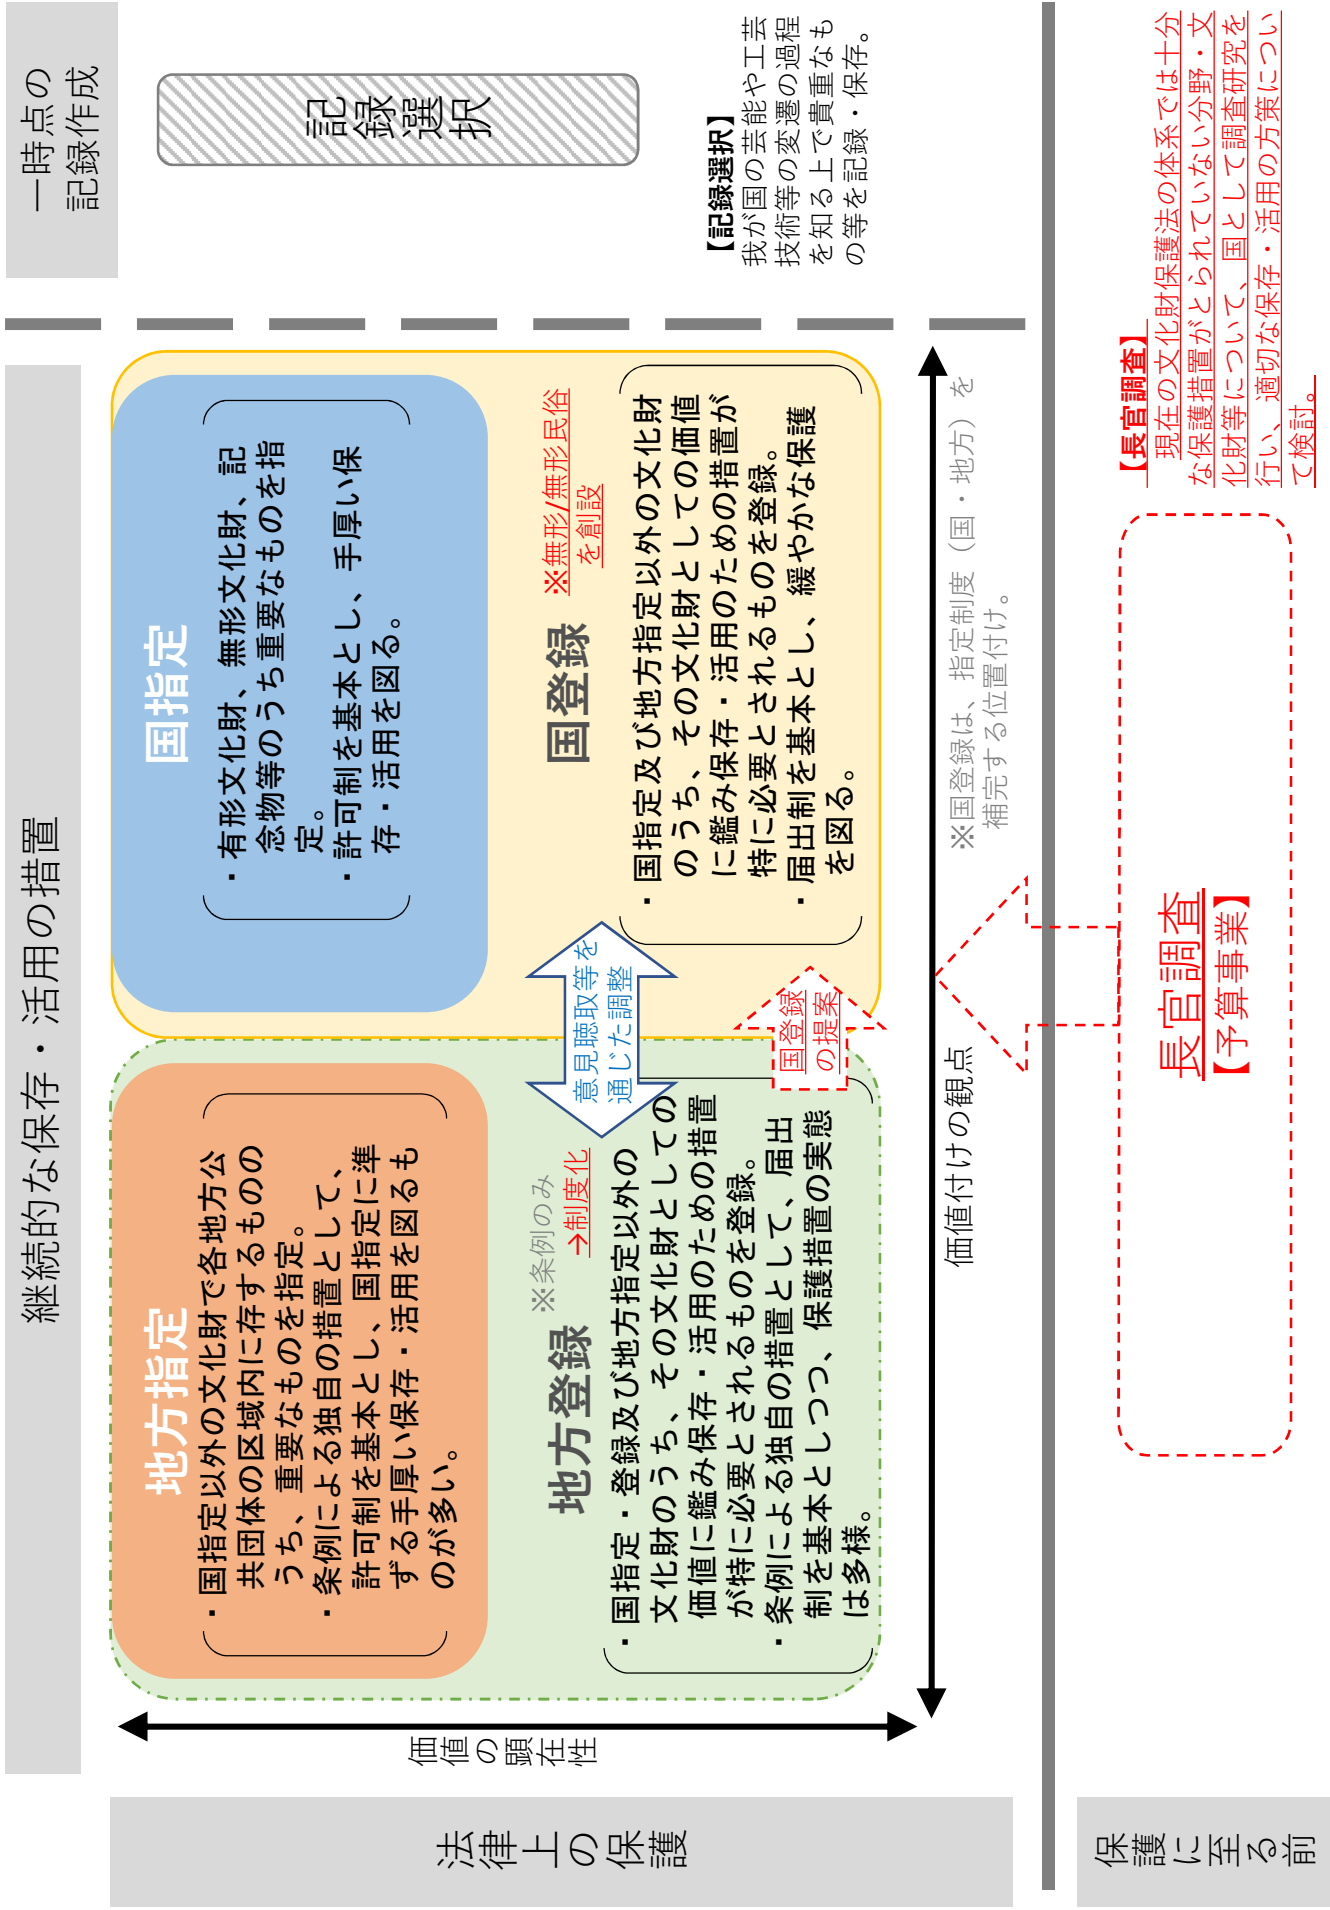 継続的な保存・活用の措置
一時点の
記録作成
法律上の保護
保護に至る前
価値の顕在性
地方指定
・国指定以外の文化財で各地方公
共団体の区域内に存するものの
うち、重要なものを指定。
・条例による独自の措置として、
許可制を基本とし、国指定に準
ずる手厚い保存・活用を図るも
のが多い。
国指定
・有形文化財、無形文化財、記
念物等のうち重要なものを指
定。
・許可制を基本とし、手厚い保
存・活用を図る。
記録選択
地方登録
※条例のみ
→制度化
・国指定・登録及び地方指定以外の
文化財のうち、その文化財としての
価値に鑑み保存・活用のための措置
が特に必要とされるものを登録。
・条例による独自の措置として、届出
制を基本としつつ、保護措置の実態
は多様。
意見聴取等を
通じた調整
国登録
の提案
国登録
※無形/無形民俗
を創設
・国指定及び地方指定以外の文化財
のうち、その文化財としての価値
に鑑み保存・活用のための措置が
特に必要とされるものを登録。
・届出制を基本とし、緩やかな保護
を図る。
【記録選択】
我が国の芸能や工芸
技術等の変遷の過程
を知る上で貴重なも
の等を記録・保存。
価値付けの観点
※国登録は、指定制度（国・地方）を
補完する位置付け。
長官調査
【予算事業】
【長官調査】
現在の文化財保護法の体系では十分
な保護措置がとられていない分野・文
化財等について、国として調査研究を
行い、適切な保存・活用の方策につい
て検討。